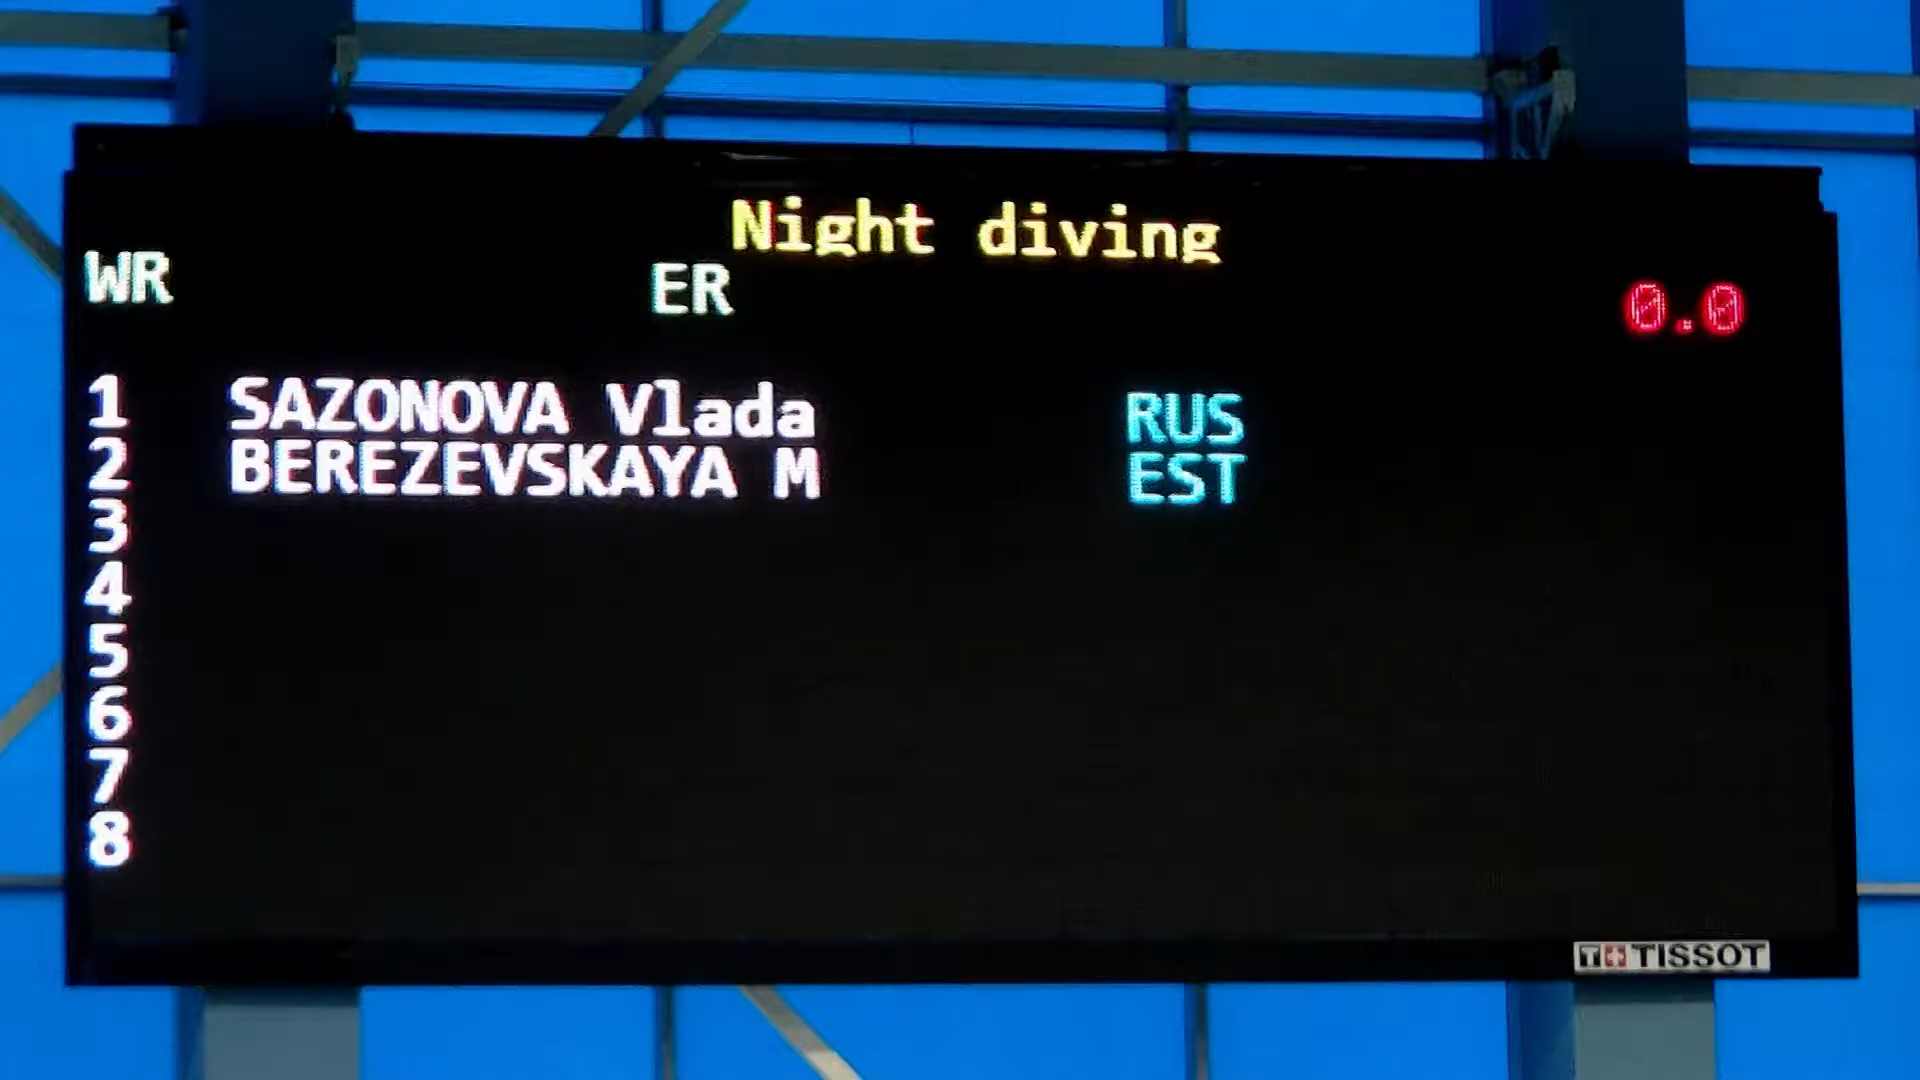 Night diving
WR ER 0.0
1 SAZONOVA Vlada RUS
2 BEREZEVSKAYA M EST
3
4
5
6
7
8
T+ TISSOT